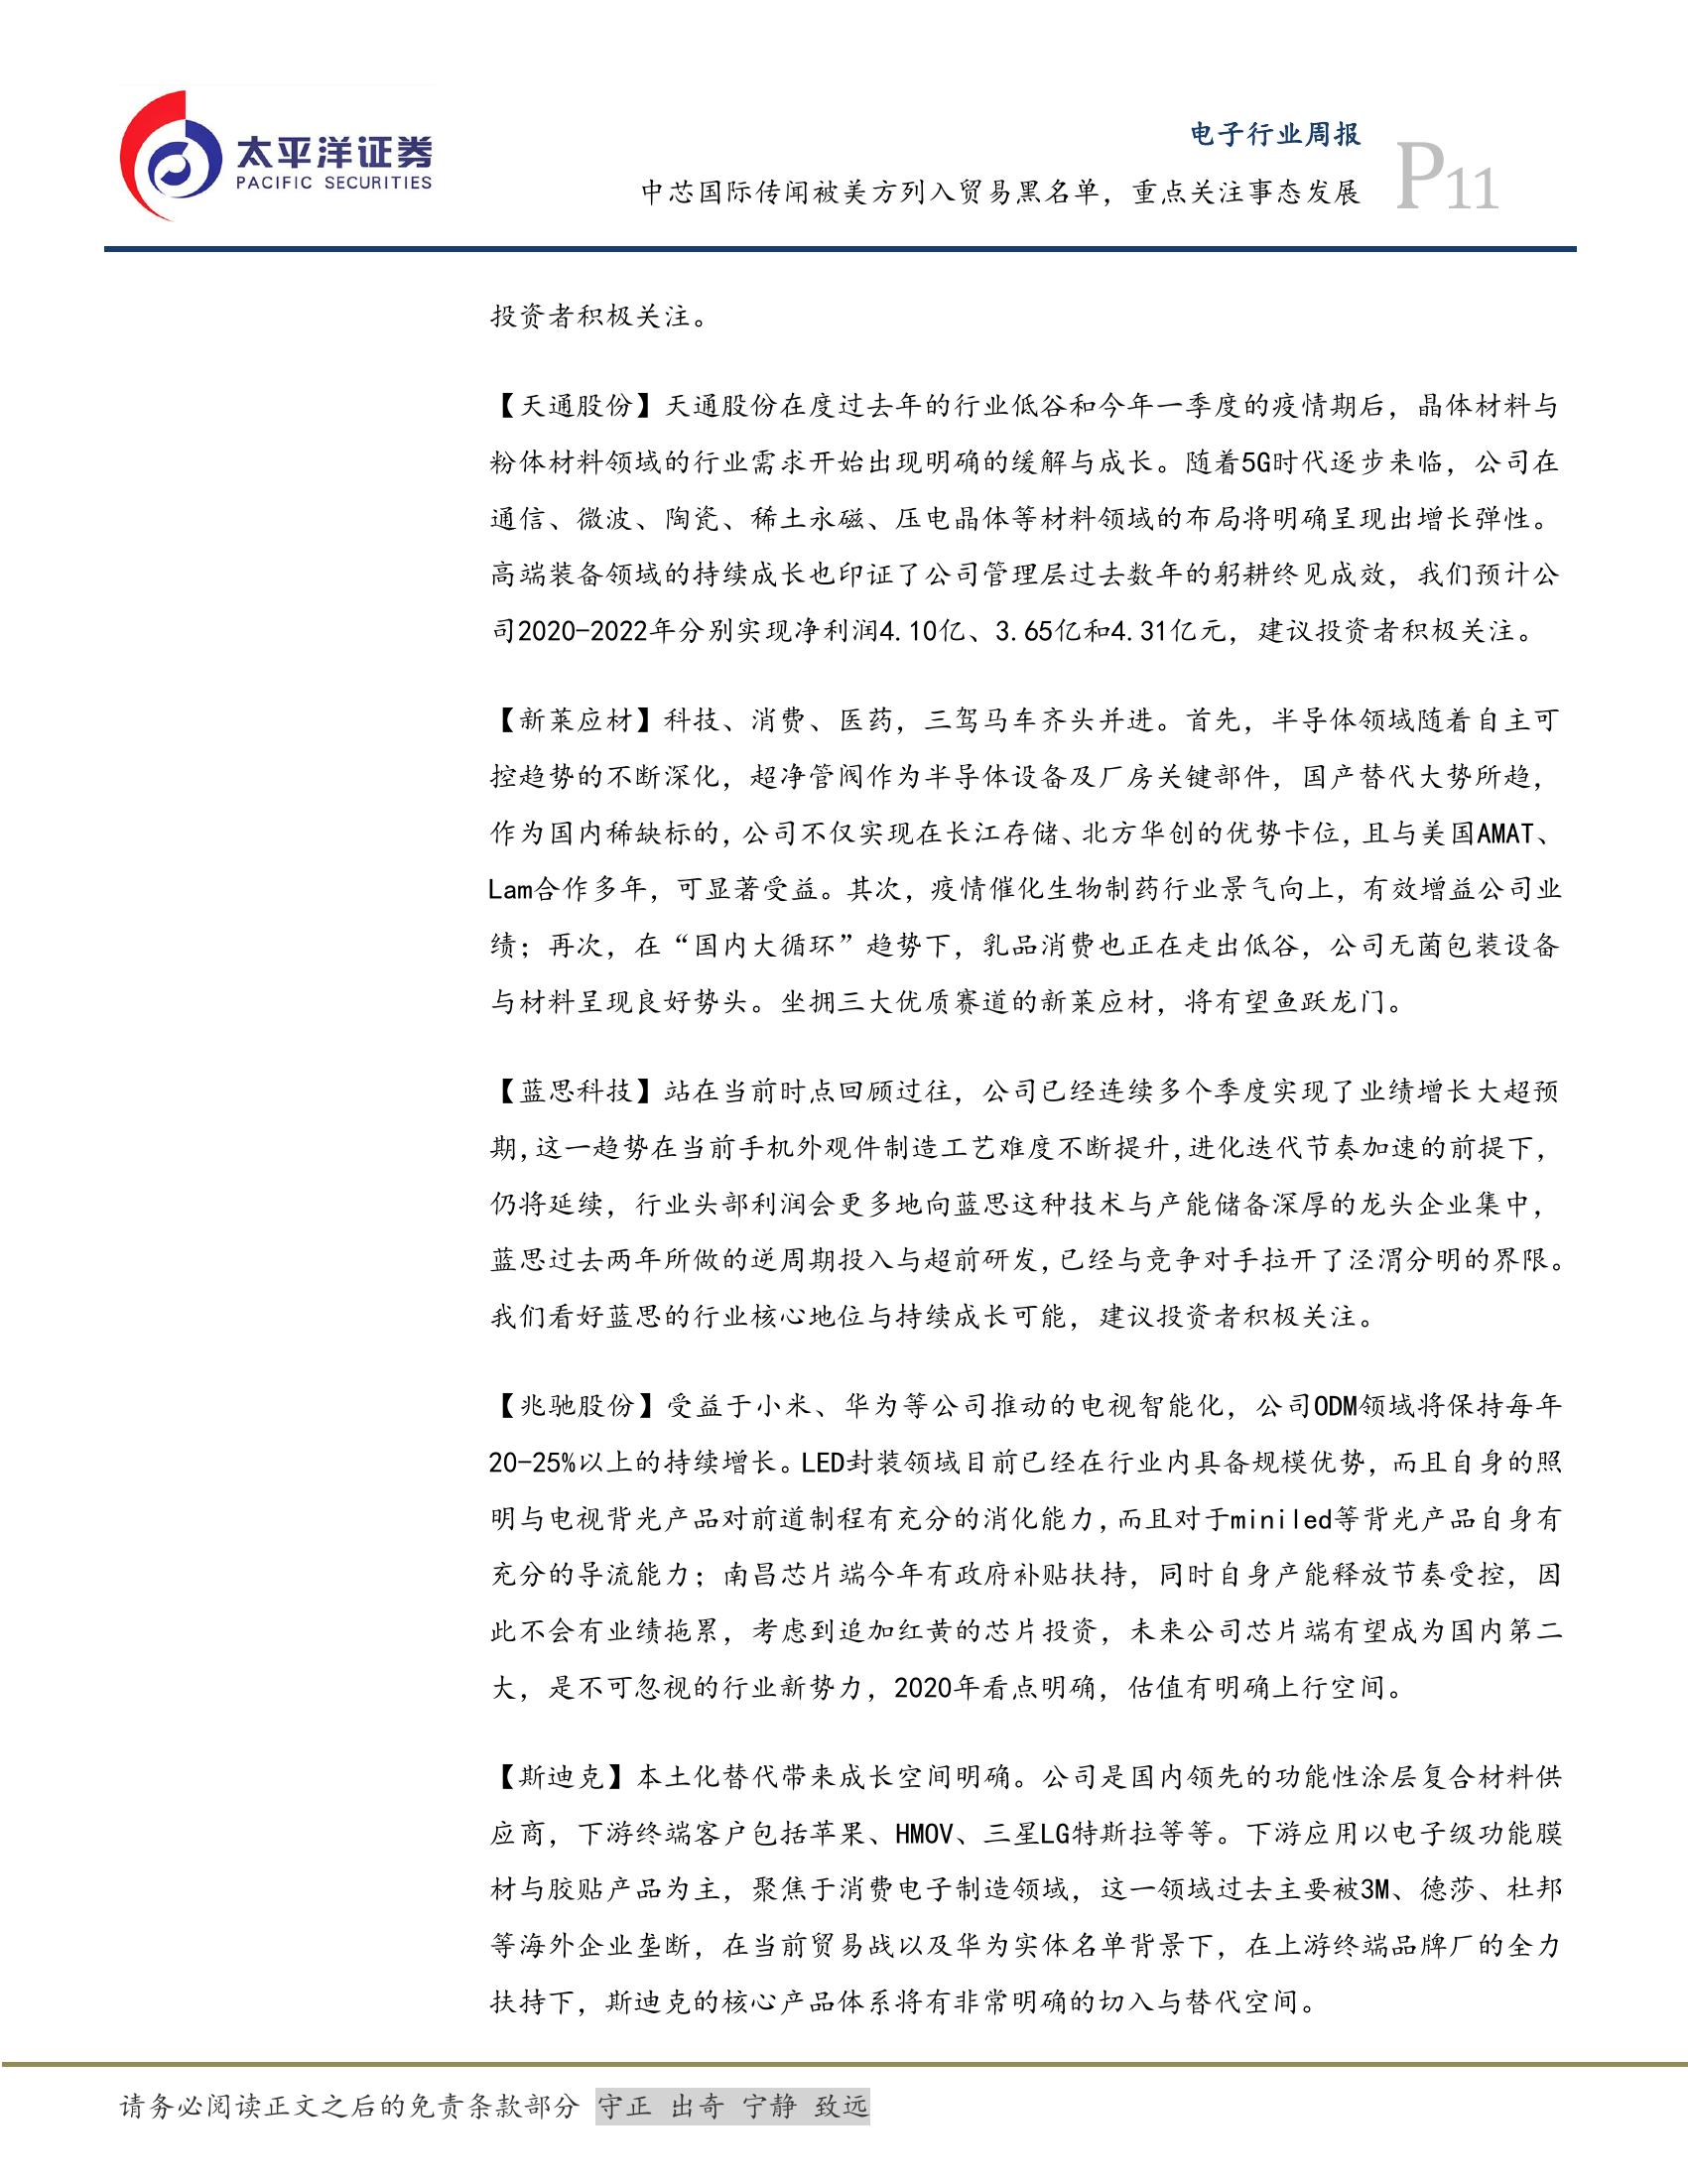 太平洋证券
PACIFIC SECURITIES
电子行业周报
中芯国际传闻被美方列入贸易黑名单，重点关注事态发展
P11
投资者积极关注。
【天通股份】天通股份在度过去年的行业低谷和今年一季度的疫情期后，晶体材料与
粉体材料领域的行业需求开始出现明确的缓解与成长。随着5G时代逐步来临，公司在
通信、微波、陶瓷、稀土永磁、压电晶体等材料领域的布局将明确呈现出增长弹性。
高端装备领域的持续成长也印证了公司管理层过去数年的躬耕终见成效，我们预计公
司2020-2022年分别实现净利润4.10亿、3.65亿和4.31亿元，建议投资者积极关注。
【新莱应材】科技、消费、医药，三驾马车齐头并进。首先，半导体领域随着自主可
控趋势的不断深化，超净管阀作为半导体设备及厂房关键部件，国产替代大势所趋，
作为国内稀缺标的，公司不仅实现在长江存储、北方华创的优势卡位，且与美国AMAT、
Lam合作多年，可显著受益。其次，疫情催化生物制药行业景气向上，有效增益公司业
绩；再次，在“国内大循环”趋势下，乳品消费也正在走出低谷，公司无菌包装设备
与材料呈现良好势头。坐拥三大优质赛道的新莱应材，将有望鱼跃龙门。
【蓝思科技】站在当前时点回顾过往，公司已经连续多个季度实现了业绩增长大超预
期，这一趋势在当前手机外观件制造工艺难度不断提升，进化迭代节奏加速的前提下，
仍将延续，行业头部利润会更多地向蓝思这种技术与产能储备深厚的龙头企业集中，
蓝思过去两年所做的逆周期投入与超前研发，已经与竞争对手拉开了泾渭分明的界限。
我们看好蓝思的行业核心地位与持续成长可能，建议投资者积极关注。
【兆驰股份】受益于小米、华为等公司推动的电视智能化，公司ODM领域将保持每年
20-25%以上的持续增长。LED封装领域目前已经在行业内具备规模优势，而且自身的照
明与电视背光产品对前道制程有充分的消化能力，而且对于miniled等背光产品自身有
充分的导流能力；南昌芯片端今年有政府补贴扶持，同时自身产能释放节奏受控，因
此不会有业绩拖累，考虑到追加红黄的芯片投资，未来公司芯片端有望成为国内第二
大，是不可忽视的行业新势力，2020年看点明确，估值有明确上行空间。
【斯迪克】本土化替代带来成长空间明确。公司是国内领先的功能性涂层复合材料供
应商，下游终端客户包括苹果、HMOV、三星LG特斯拉等等。下游应用以电子级功能膜
材与胶贴产品为主，聚焦于消费电子制造领域，这一领域过去主要被3M、德莎、杜邦
等海外企业垄断，在当前贸易战以及华为实体名单背景下，在上游终端品牌厂的全力
扶持下，斯迪克的核心产品体系将有非常明确的切入与替代空间。
请务必阅读正文之后的免责条款部分 守正 出奇 宁静 致远